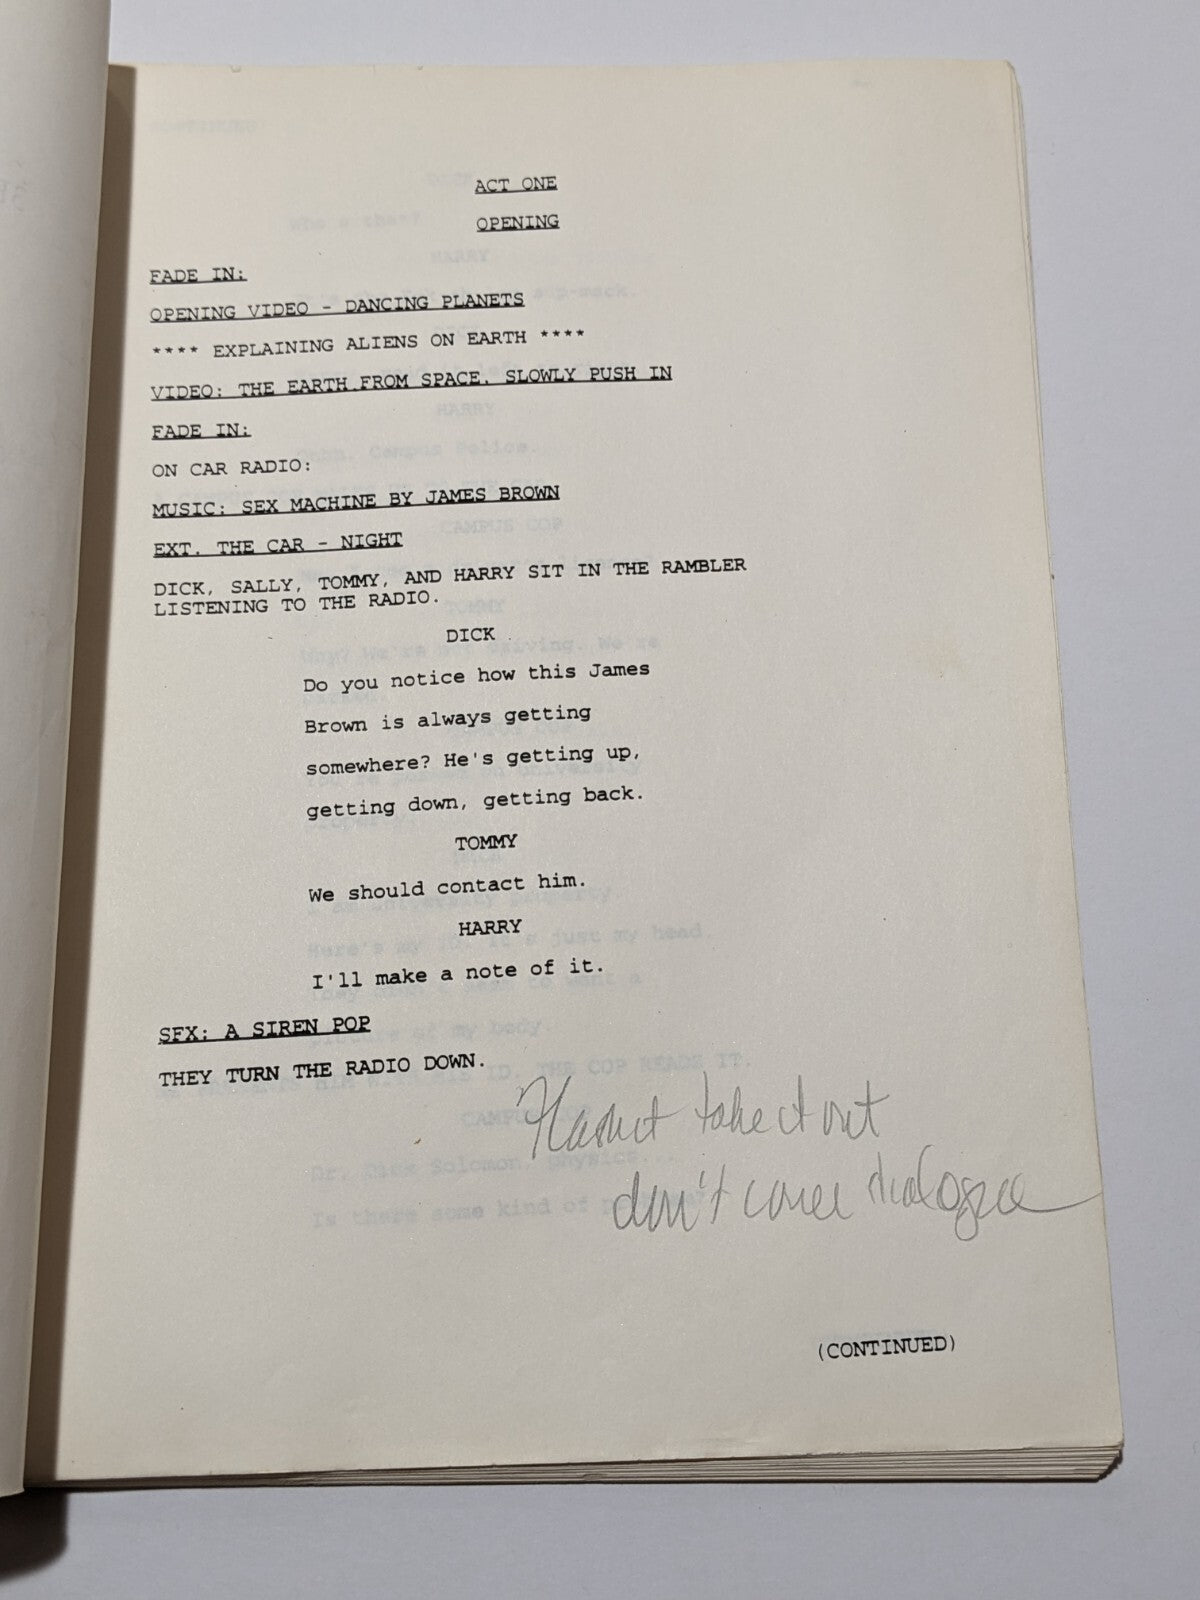 ACT ONE
OPENING
FADE IN:
OPENING VIDEO - DANCING PLANETS
**** EXPLAINING ALIENS ON EARTH ****
VIDEO: THE EARTH FROM SPACE. SLOWLY PUSH IN
FADE IN:
ON CAR RADIO:
MUSIC: SEX MACHINE BY JAMES BROWN
EXT. THE CAR - NIGHT
DICK, SALLY, TOMMY, AND HARRY SIT IN THE RAMBLER
LISTENING TO THE RADIO.
DICK
Do you notice how this James
Brown is always getting
somewhere? He's getting up,
getting down, getting back.
TOMMY
We should contact him.
HARRY
I'll make a note of it.
SFX: A SIREN POP
THEY TURN THE RADIO DOWN.
take it out
don't cover dialogue
(CONTINUED)